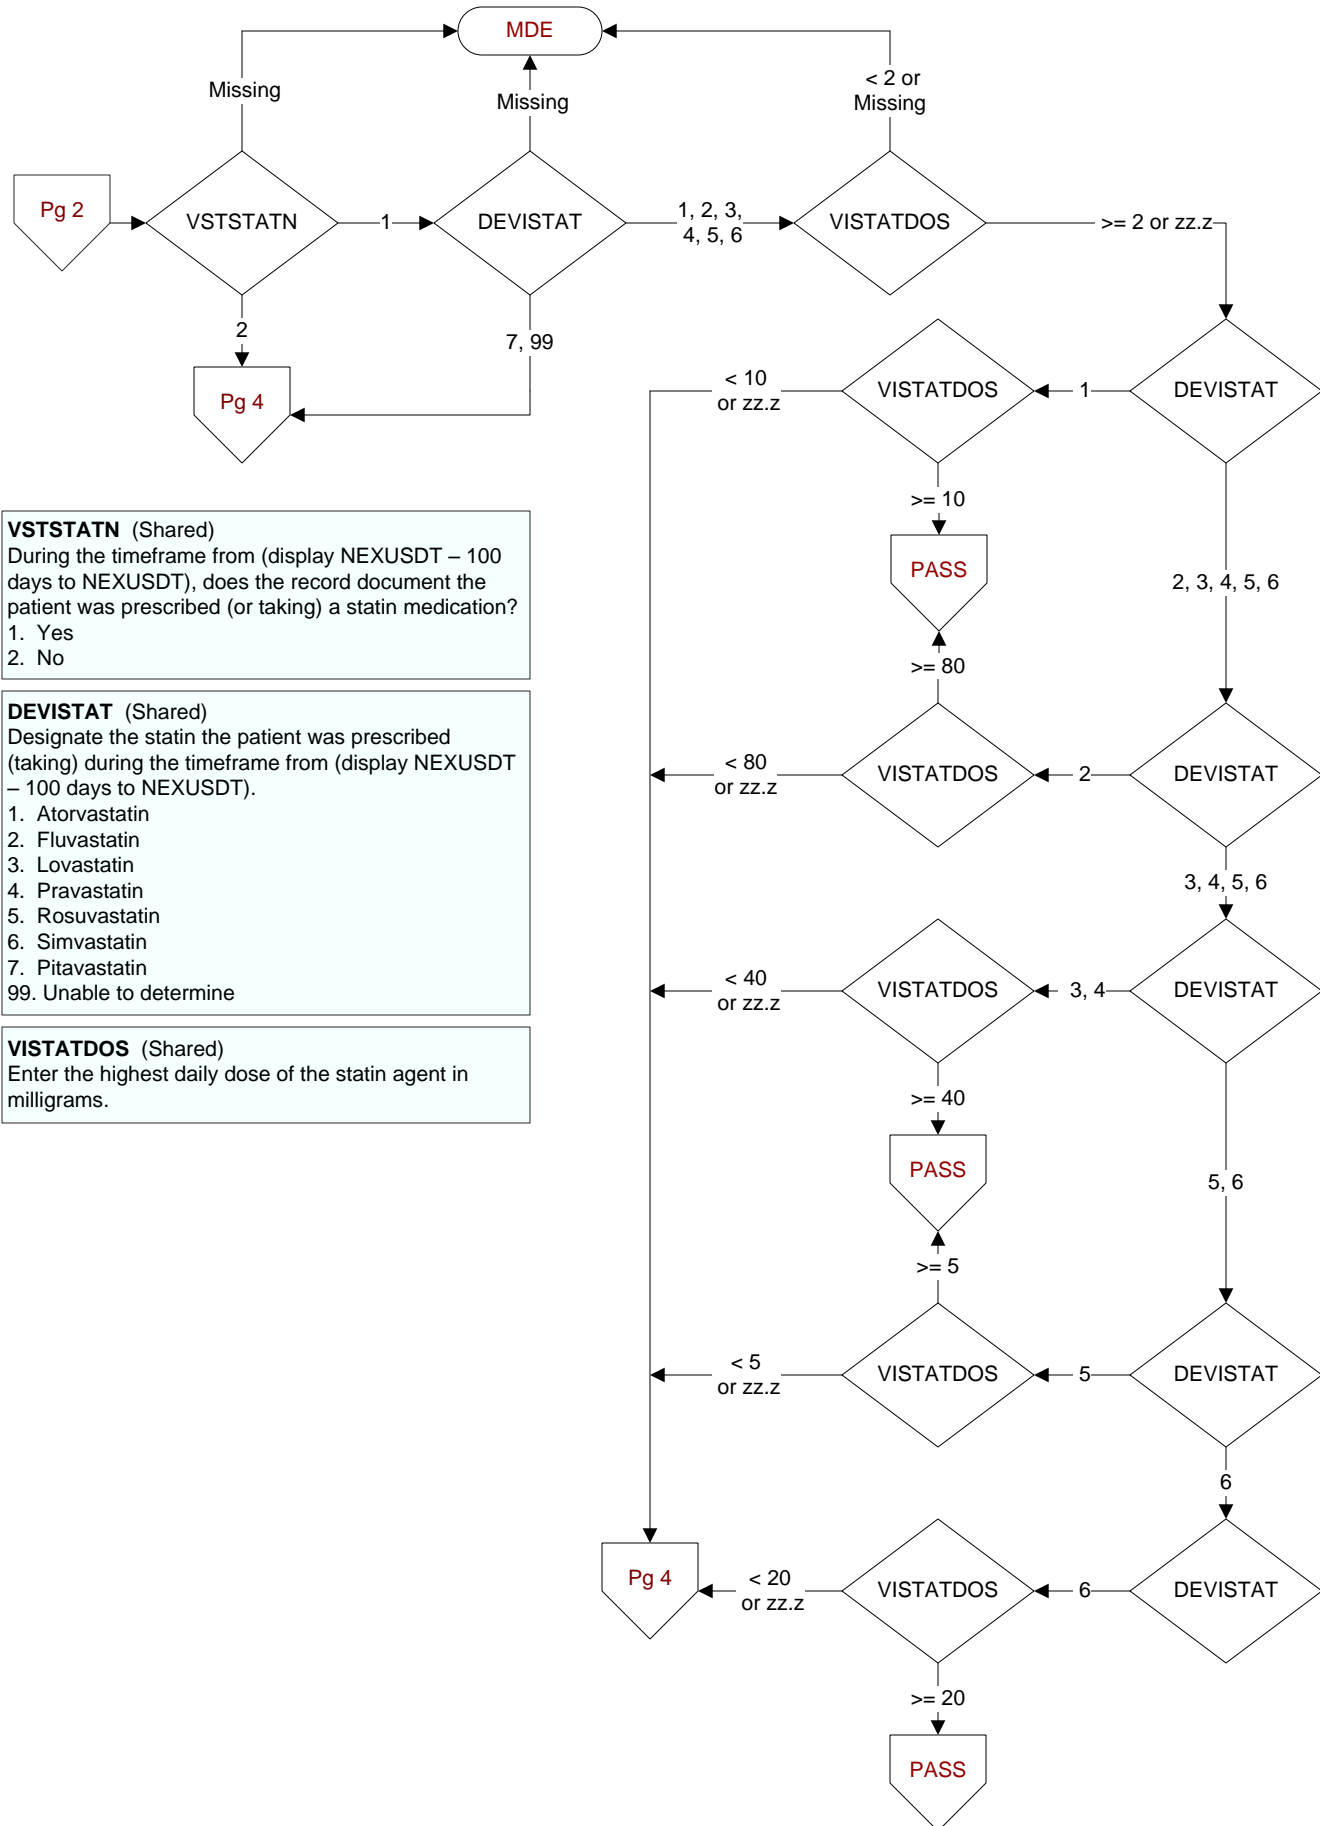 MDE
Missing
Missing
< 2 or
Missing
Pg 2
VSTSTATN
1
DEVISTAT
1, 2, 3,
4, 5, 6
VISTATDOS
>= 2 or zz.z
2
7, 99
Pg 4
< 10
or zz.z
VISTATDOS
1
DEVISTAT
>= 10
PASS
2, 3, 4, 5, 6
>= 80
< 80
or zz.z
VISTATDOS
2
DEVISTAT
3, 4, 5, 6
< 40
or zz.z
VISTATDOS
3, 4
DEVISTAT
>= 40
PASS
5, 6
>= 5
< 5
or zz.z
VISTATDOS
5
DEVISTAT
6
Pg 4
< 20
or zz.z
VISTATDOS
6
DEVISTAT
>= 20
PASS
VSTSTATN (Shared)
During the timeframe from (display NEXUSDT – 100
days to NEXUSDT), does the record document the
patient was prescribed (or taking) a statin medication?
1. Yes
2. No
DEVISTAT (Shared)
Designate the statin the patient was prescribed
(taking) during the timeframe from (display NEXUSDT
– 100 days to NEXUSDT).
1. Atorvastatin
2. Fluvastatin
3. Lovastatin
4. Pravastatin
5. Rosuvastatin
6. Simvastatin
7. Pitavastatin
99. Unable to determine
VISTATDOS (Shared)
Enter the highest daily dose of the statin agent in
milligrams.